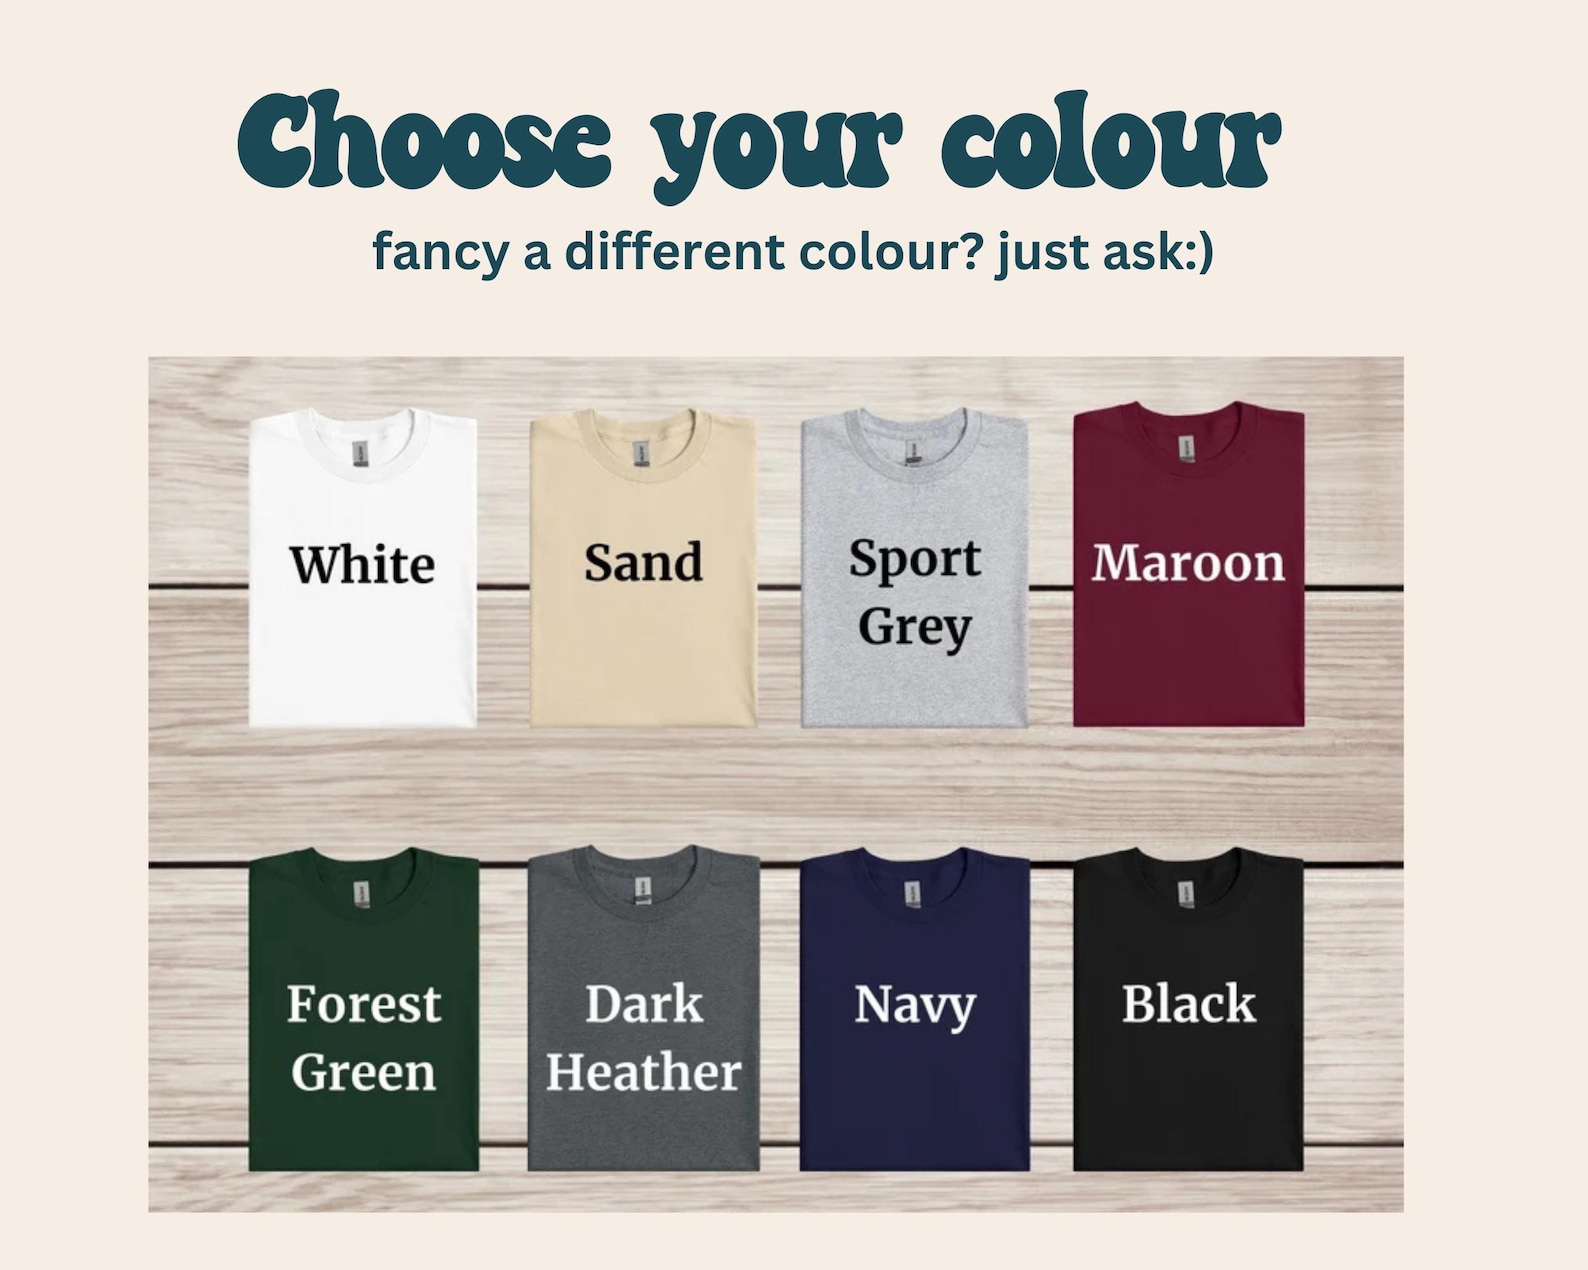 Choose your colour
fancy a different colour? just ask:)
White
Sand
Sport
Grey
Maroon
Forest
Green
Dark
Heather
Navy
Black